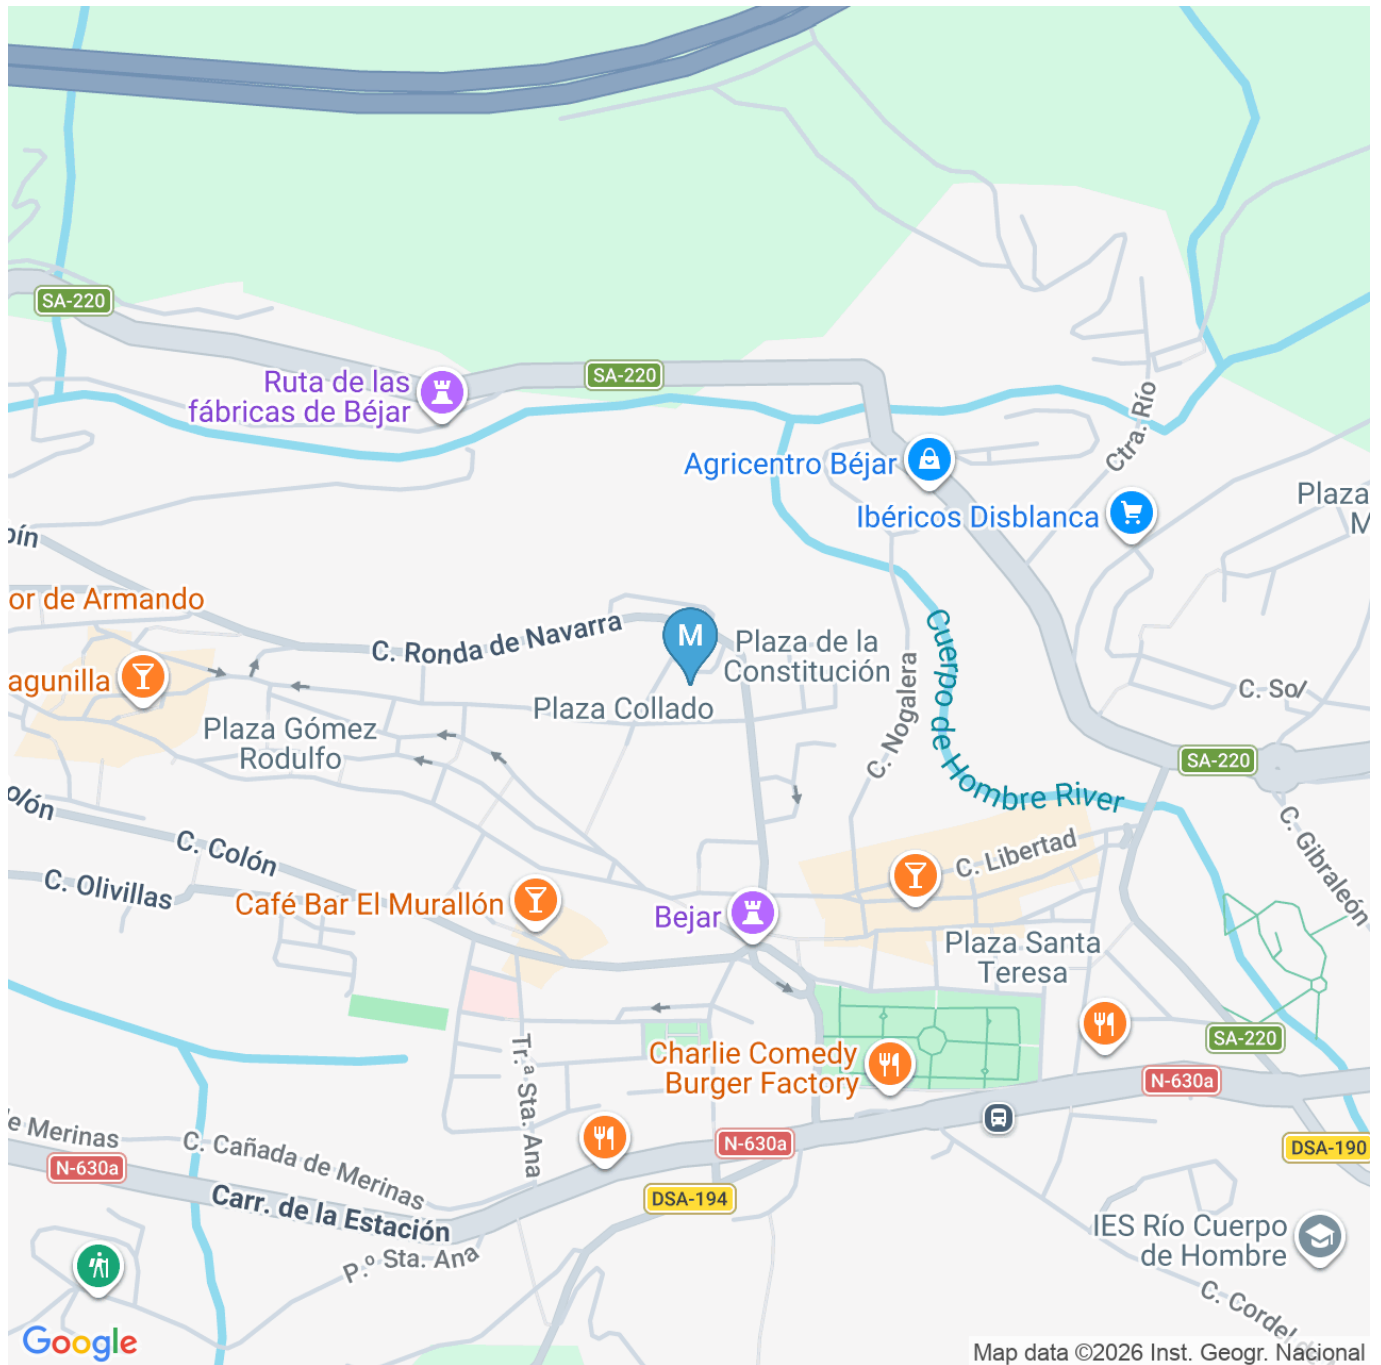 SA-220
Ruta de las
fábricas de Béjar
SA-220
Ctra. Río
Agricentro Béjar
Ibéricos Disblanca
Plaza
M
pín
or de Armando
C. Ronda de Navarra
M
Plaza de la
Constitución
Cuerpo de Hombre River
agunilla
Plaza Collado
C. Nogalera
C. Sol
Plaza Gómez
Rodulfo
SA-220
olón
C. Colón
C. Libertad
C. Gibraleón
C. Olivillas
Café Bar El Murallón
Bejar
Plaza Santa
Teresa
SA-220
Tr.ª Sta. Ana
Charlie Comedy
Burger Factory
N-630a
e Merinas
C. Cañada de Merinas
N-630a
DSA-190
N-630a
Carr. de la Estación
DSA-194
IES Río Cuerpo
de Hombre
P.º Sta. Ana
C. Cordel
Google
Map data ©2026 Inst. Geogr. Nacional